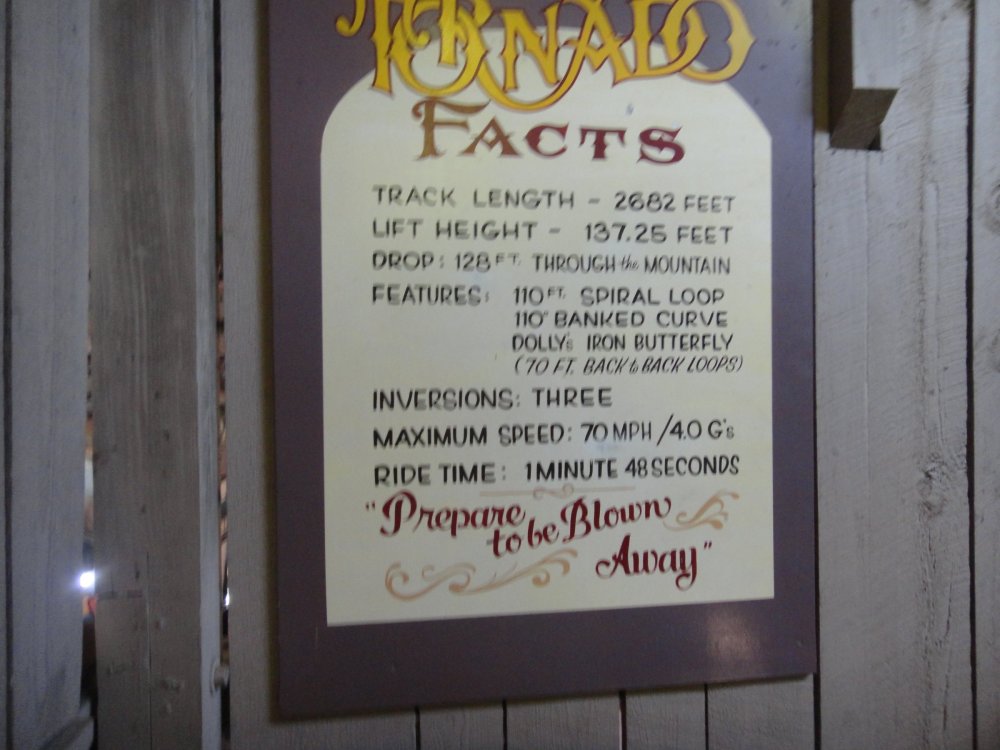 TORNADO
FACTS
TRACK LENGTH - 2682 FEET
LIFT HEIGHT - 137.25 FEET
DROP: 128 FT. THROUGH the MOUNTAIN
FEATURES: 110 FT. SPIRAL LOOP
110° BANKED CURVE
DOLLY'S IRON BUTTERFLY
(70 FT. BACK to BACK LOOPS)
INVERSIONS: THREE
MAXIMUM SPEED: 70 MPH / 4.0 G's
RIDE TIME: 1 MINUTE 48 SECONDS
"Prepare
to be Blown
Away"